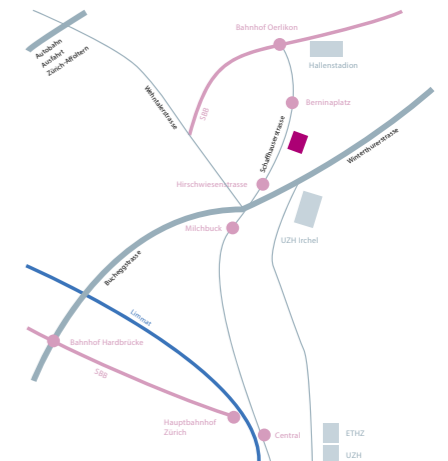 Bahnhof Oerlikon
Autobahn
Ausfahrt
Zürich-Affoltern
Hallenstadion
Wehntalerstrasse
SBB
Berninaplatz
Schaffhauserstrasse
Winterthurerstrasse
Hirschwiesenstrasse
Milchbuck
UZH Irchel
Bucheggstrasse
Limmat
Bahnhof Hardbrücke
SBB
Hauptbahnhof
Zürich
Central
ETHZ
UZH